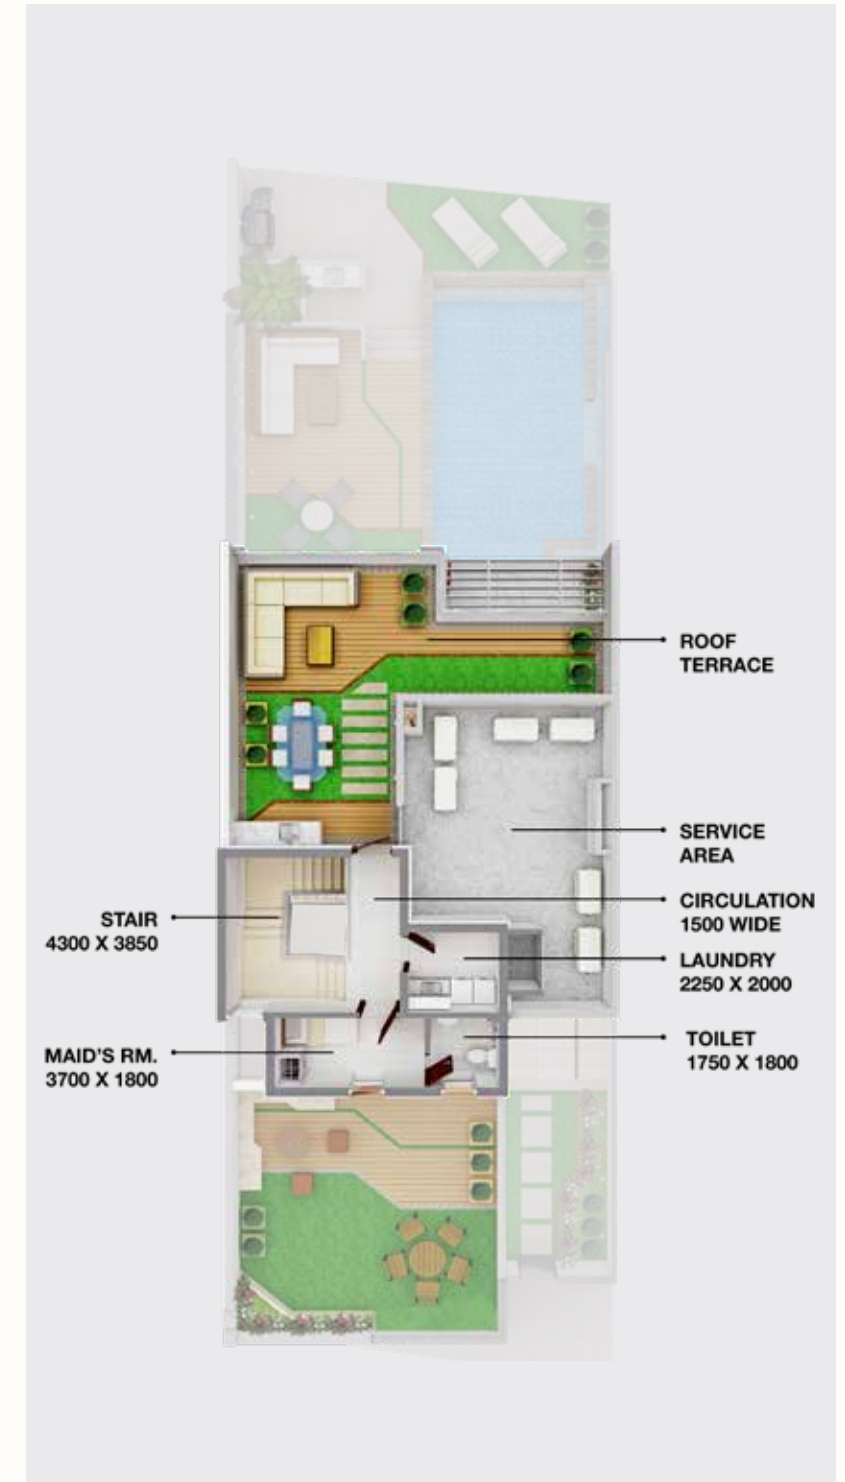 ROOF
TERRACE
SERVICE
AREA
CIRCULATION
1500 WIDE
STAIR
4300 X 3850
LAUNDRY
2250 X 2000
TOILET
1750 X 1800
MAID'S RM.
3700 X 1800